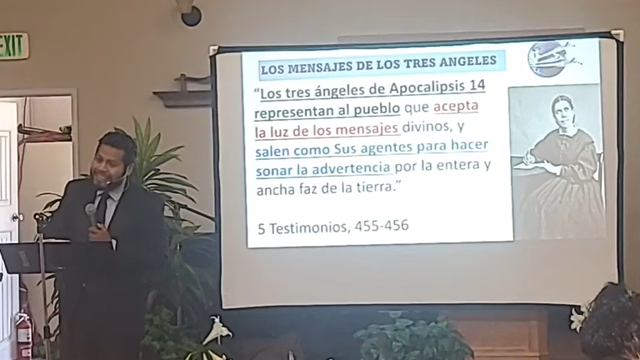 EXIT
LOS MENSAJES DE LOS TRES ANGELES
“Los tres ángeles de Apocalipsis 14
representan al pueblo que acepta
la luz de los mensajes divinos, y
salen como Sus agentes para hacer
sonar la advertencia por la entera y
ancha faz de la tierra.”
5 Testimonios, 455-456